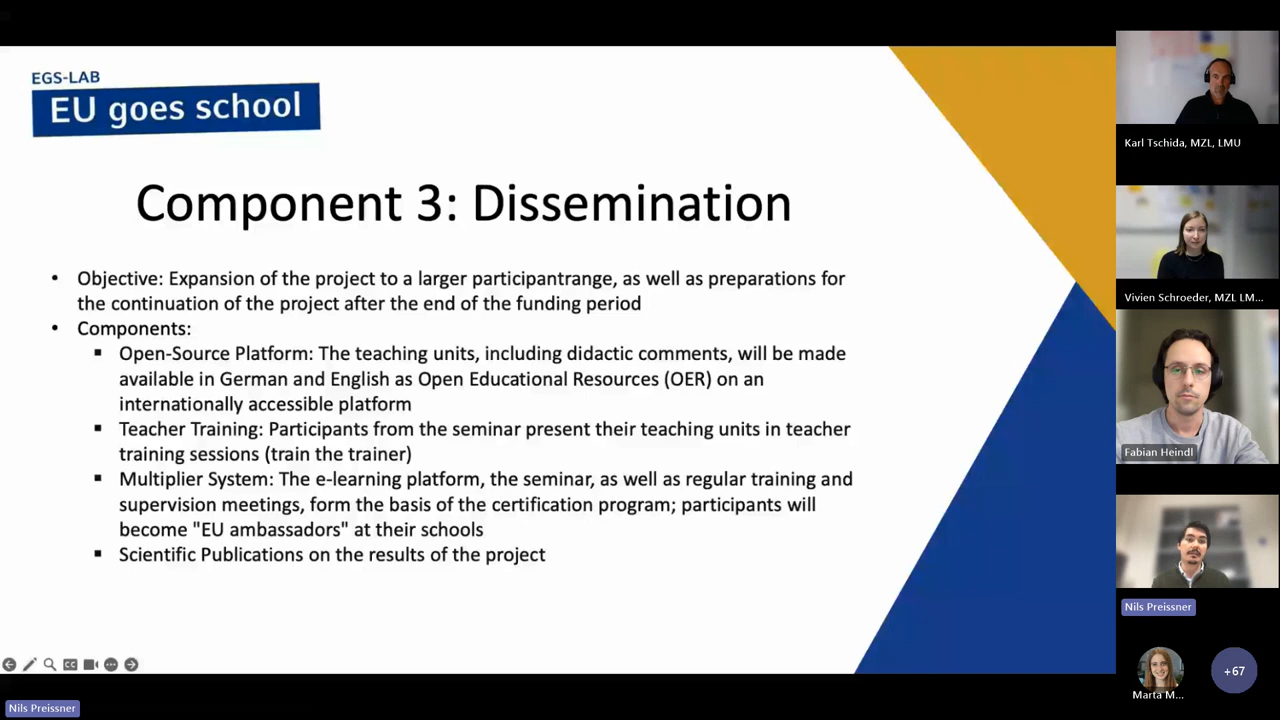 EGS-LAB
EU goes school
Component 3: Dissemination
• Objective: Expansion of the project to a larger participantrange, as well as preparations for
the continuation of the project after the end of the funding period
• Components:
▪ Open-Source Platform: The teaching units, including didactic comments, will be made
available in German and English as Open Educational Resources (OER) on an
internationally accessible platform
▪ Teacher Training: Participants from the seminar present their teaching units in teacher
training sessions (train the trainer)
▪ Multiplier System: The e-learning platform, the seminar, as well as regular training and
supervision meetings, form the basis of the certification program; participants will
become "EU ambassadors" at their schools
▪ Scientific Publications on the results of the project
CC
Nils Preissner
Karl Tschida, MZL, LMU
Vivien Schroeder, MZL LM...
Fabian Heindl
Nils Preissner
Marta M...
+67